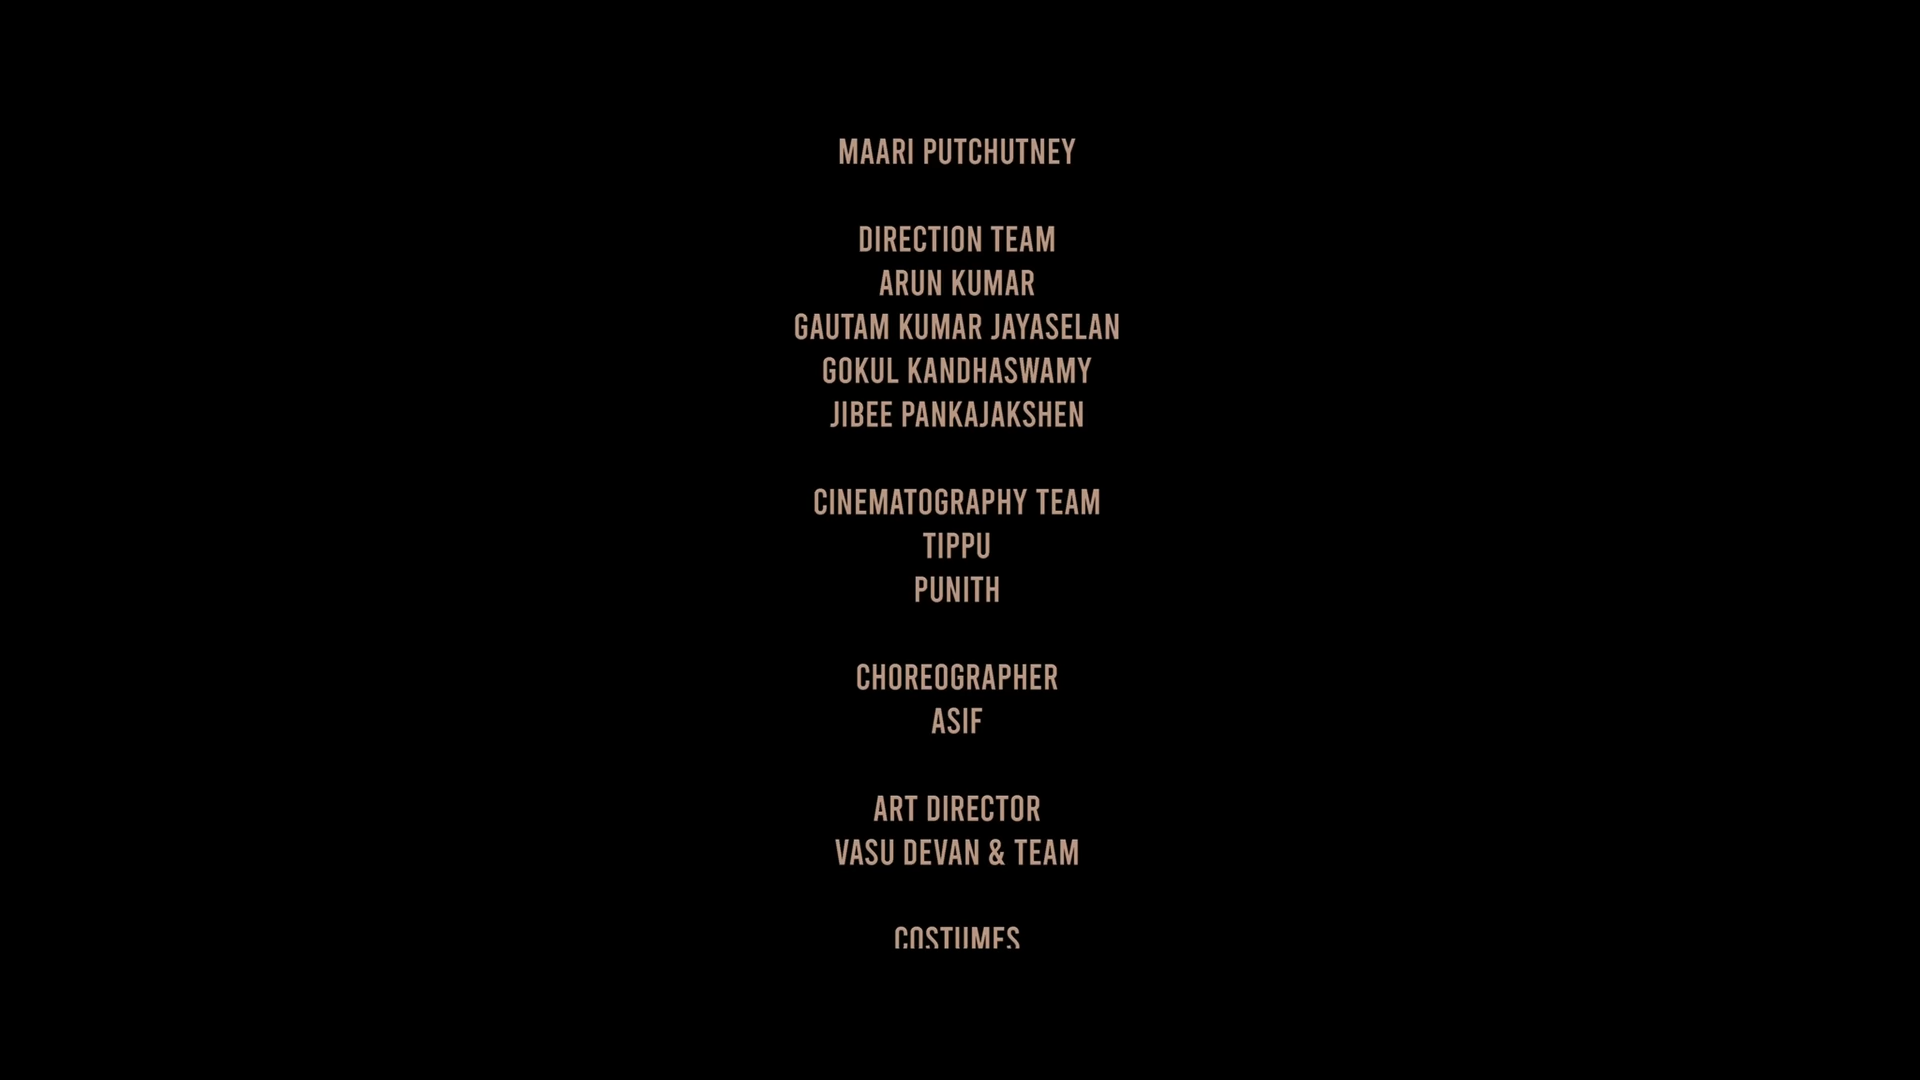 MAARI PUTCHUTNEY
DIRECTION TEAM
ARUN KUMAR
GAUTAM KUMAR JAYASELAN
GOKUL KANDHASWAMY
JIBEE PANKAJAKSHEN
CINEMATOGRAPHY TEAM
TIPPU
PUNITH
CHOREOGRAPHER
ASIF
ART DIRECTOR
VASU DEVAN & TEAM
COSTUMES